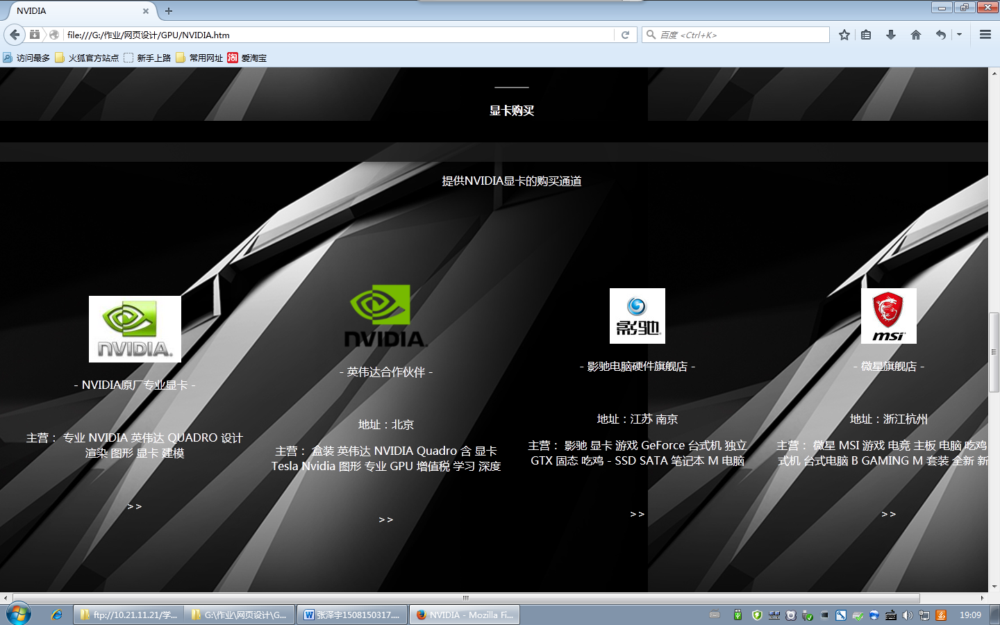 NVIDIA
file:///G:/作业/网页设计/GPU/NVIDIA.htm
百度 <Ctrl+K>
访问最多
火狐官方站点
新手上路
常用网址
淘
爱淘宝
显卡购买
提供NVIDIA显卡的购买通道
NVIDIA.
- NVIDIA原厂专业显卡 -
主营： 专业 NVIDIA 英伟达 QUADRO 设计
渲染 图形 显卡 建模
>>
NVIDIA.
- 英伟达合作伙伴 -
地址：北京
主营： 盒装 英伟达 NVIDIA Quadro 含 显卡
Tesla Nvidia 图形 专业 GPU 增值税 学习 深度
>>
影驰
- 影驰电脑硬件旗舰店 -
地址：江苏 南京
主营： 影驰 显卡 游戏 GeForce 台式机 独立
GTX 固态 吃鸡 - SSD SATA 笔记本 M 电脑
>>
msi
- 微星旗舰店 -
地址：浙江杭州
主营： 微星 MSI 游戏 电竞 主板 电脑 吃鸡
式机 台式电脑 B GAMING M 套装 全新 新
>>
ftp://10.21.11.21/学...
G:\作业\网页设计\G...
张泽宇1508150317....
NVIDIA - Mozilla Fi...
19:09